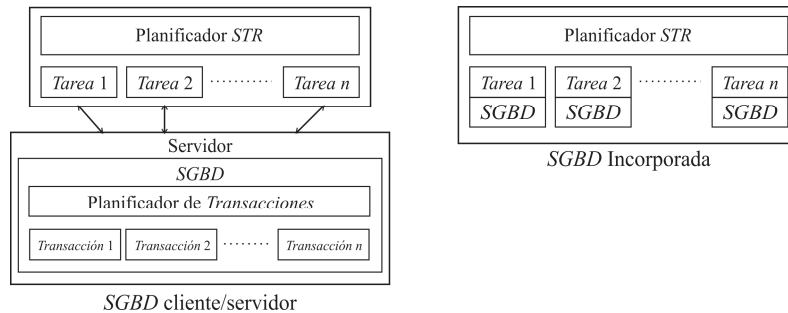 Planificador STR
Tarea 1 Tarea 2 ......... Tarea n
Servidor
SGBD
Planificador de Transacciones
Transacción 1 Transacción 2 ........ Transacción n
SGBD cliente/servidor
Planificador STR
Tarea 1 Tarea 2 ......... Tarea n
SGBD SGBD SGBD
SGBD Incorporada